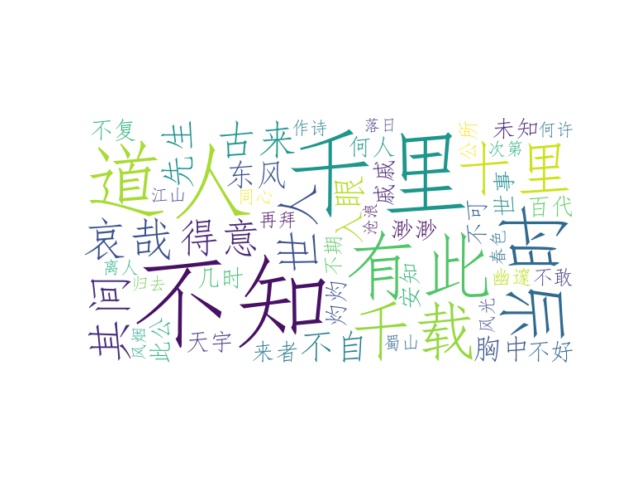 不复
先生
古来
作诗
落日
千里
公所
未知
何许
道人
东风
何人
戚戚
十里
次第
江山
同心
世人
入眼
沧浪
渺渺
不可
世事
百代
哀哉
得意
再拜
不期
有此
安知
春色
时景
离人
归去
不知
几时
灼灼
幽邃
不敢
其间
风烟
此公
天宇
来者
不自
千载
蜀山
风光
胸中
不好